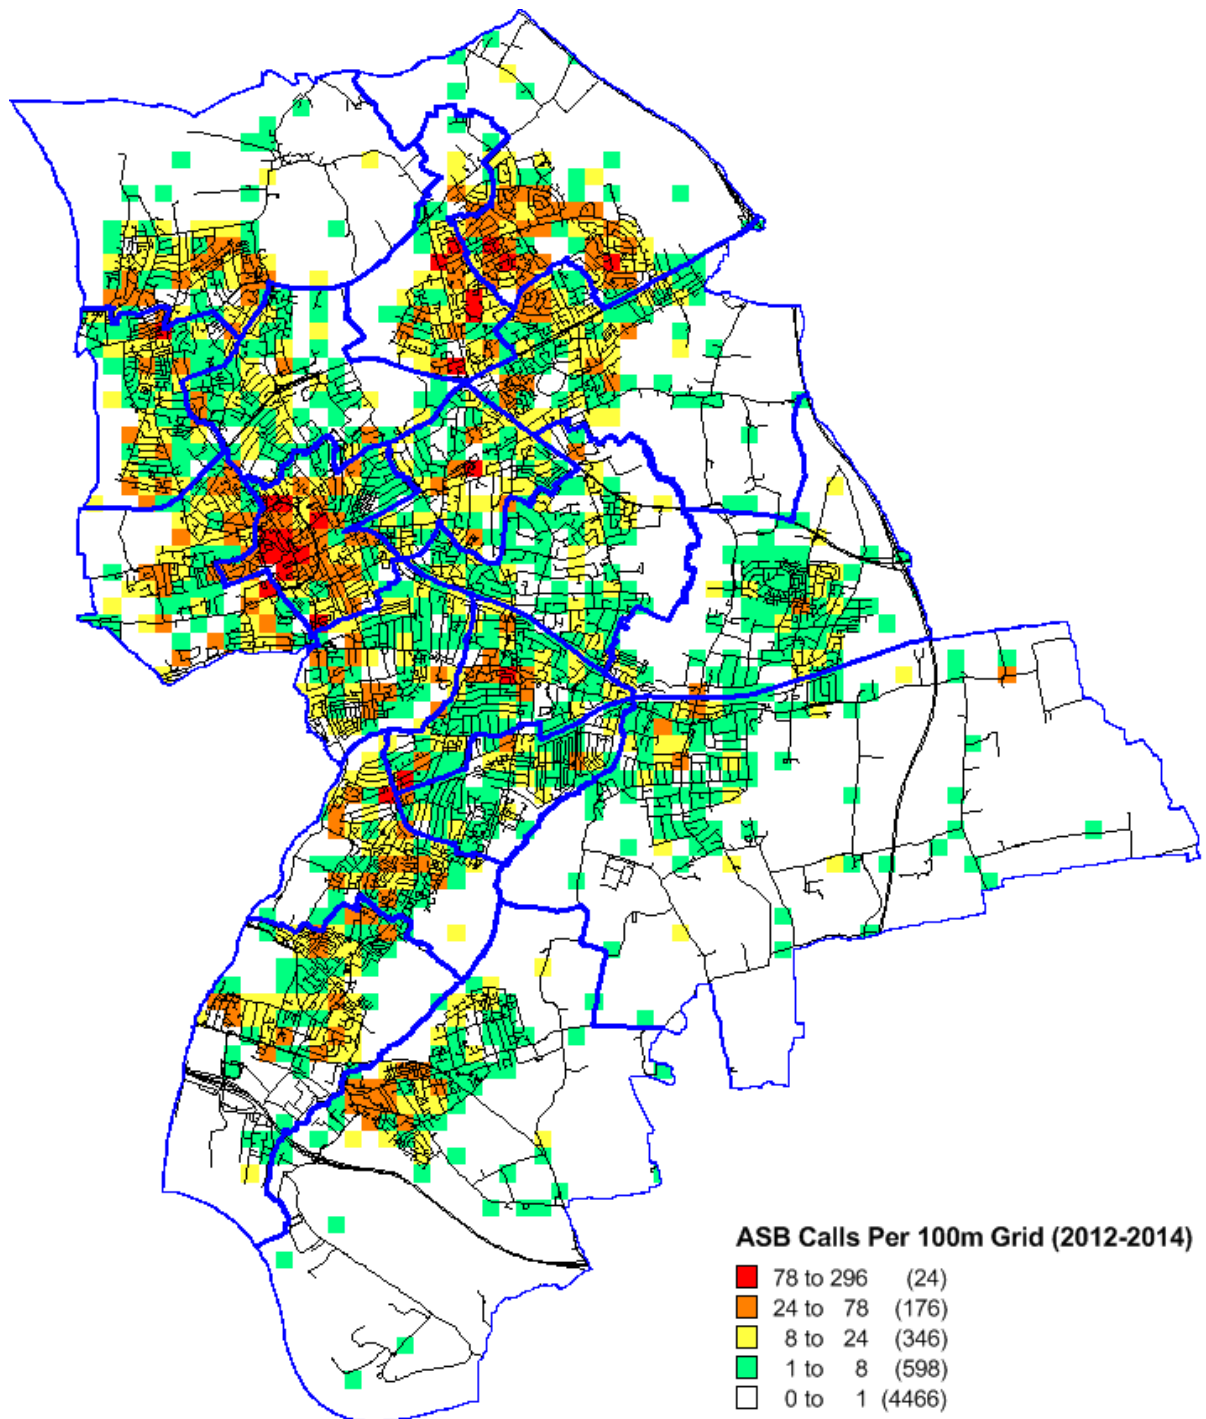 ASB Calls Per 100m Grid (2012-2014)
78 to 296 (24)
24 to 78 (176)
8 to 24 (346)
1 to 8 (598)
0 to 1 (4466)